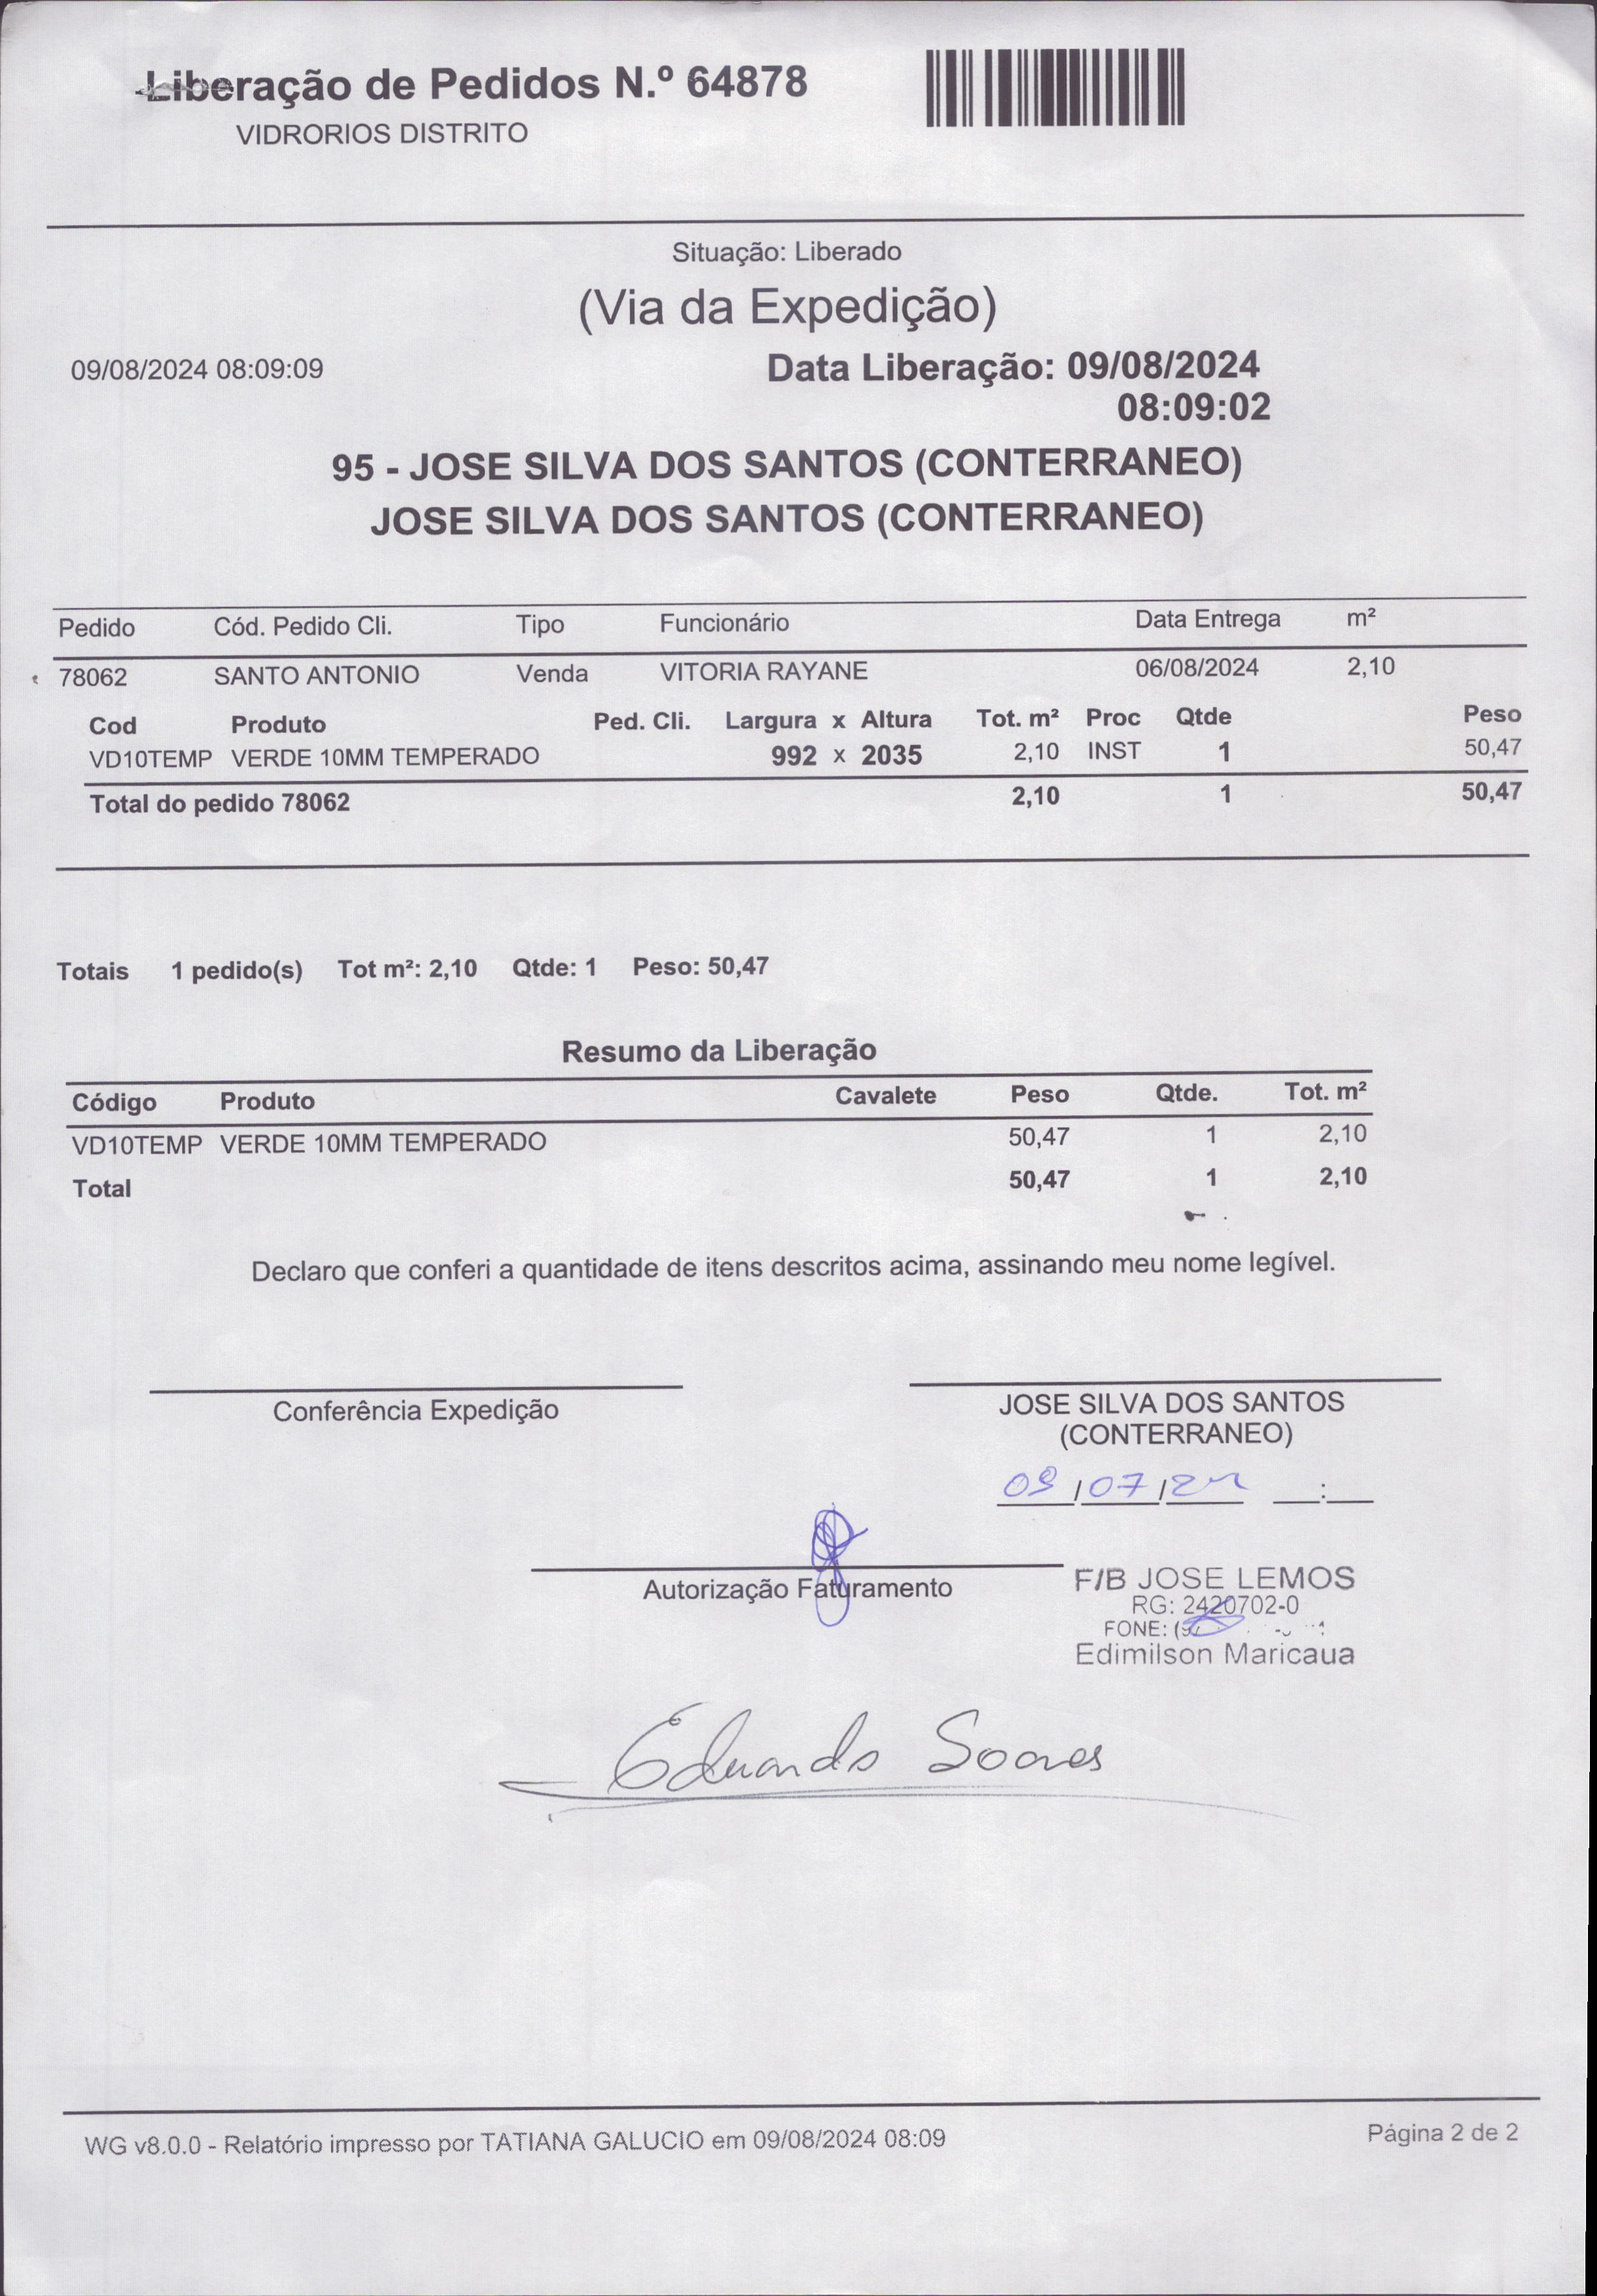 Liberação de Pedidos N.º 64878
VIDRORIOS DISTRITO
Situação: Liberado
(Via da Expedição)
09/08/2024 08:09:09 Data Liberação: 09/08/2024
08:09:02
95 - JOSE SILVA DOS SANTOS (CONTERRANEO)
JOSE SILVA DOS SANTOS (CONTERRANEO)
Pedido Cód. Pedido Cli. Tipo Funcionário Data Entrega m²
78062 SANTO ANTONIO Venda VITORIA RAYANE 06/08/2024 2,10
Cod Produto Ped. Cli. Largura x Altura Tot. m² Proc Qtde Peso
VD10TEMP VERDE 10MM TEMPERADO 992 x 2035 2,10 INST 1 50,47
Total do pedido 78062 2,10 1 50,47
Totais 1 pedido(s) Tot m²: 2,10 Qtde: 1 Peso: 50,47
Resumo da Liberação
Código Produto Cavalete Peso Qtde. Tot. m²
VD10TEMP VERDE 10MM TEMPERADO 50,47 1 2,10
Total 50,47 1 2,10
Declaro que conferi a quantidade de itens descritos acima, assinando meu nome legível.
Conferência Expedição
JOSE SILVA DOS SANTOS
(CONTERRANEO)
09/07/24 __:__
Autorização Faturamento
F/B JOSE LEMOS
RG: 2420702-0
FONE:
Edimilson Maricaua
Eduardo Soares
WG v8.0.0 - Relatório impresso por TATIANA GALUCIO em 09/08/2024 08:09 Página 2 de 2